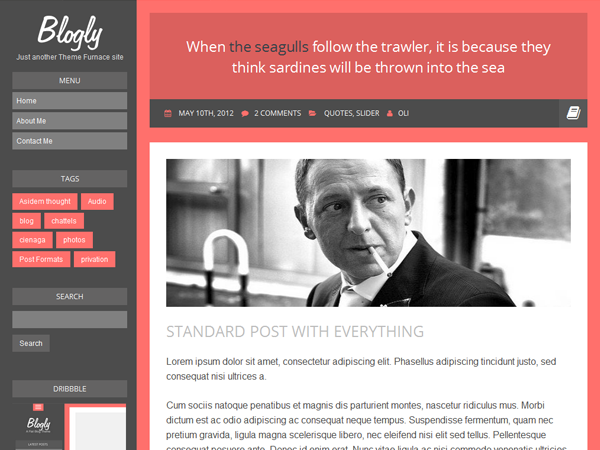 Blogly
Just another Theme Furnace site
MENU
Home
About Me
Contact Me
TAGS
Asidem thought
Audio
blog
chattels
cienaga
photos
Post Formats
privation
SEARCH
Search
DRIBBBLE
Blogly
When the seagulls follow the trawler, it is because they
think sardines will be thrown into the sea
MAY 10TH, 2012
2 COMMENTS
QUOTES, SLIDER
OLI
STANDARD POST WITH EVERYTHING
Lorem ipsum dolor sit amet, consectetur adipiscing elit. Phasellus adipiscing tincidunt justo, sed
consequat nisi ultrices a.
Cum sociis natoque penatibus et magnis dis parturient montes, nascetur ridiculus mus. Morbi
dictum est ac odio adipiscing ac consequat neque tempus. Suspendisse fermentum, quam nec
pretium gravida, ligula magna scelerisque libero, nec eleifend nisi elit sed tellus. Pellentesque